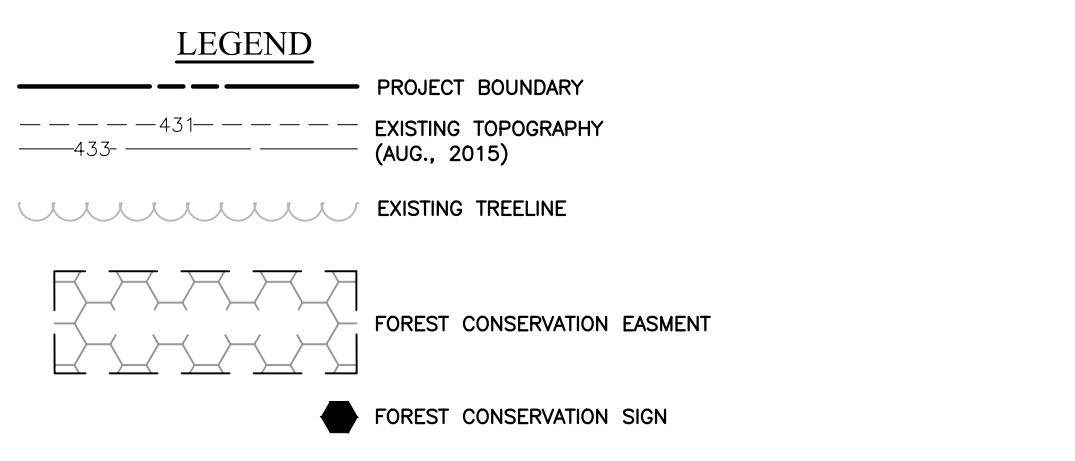 LEGEND
PROJECT BOUNDARY
431
EXISTING TOPOGRAPHY
433
(AUG., 2015)
EXISTING TREELINE
FOREST CONSERVATION EASMENT
FOREST CONSERVATION SIGN